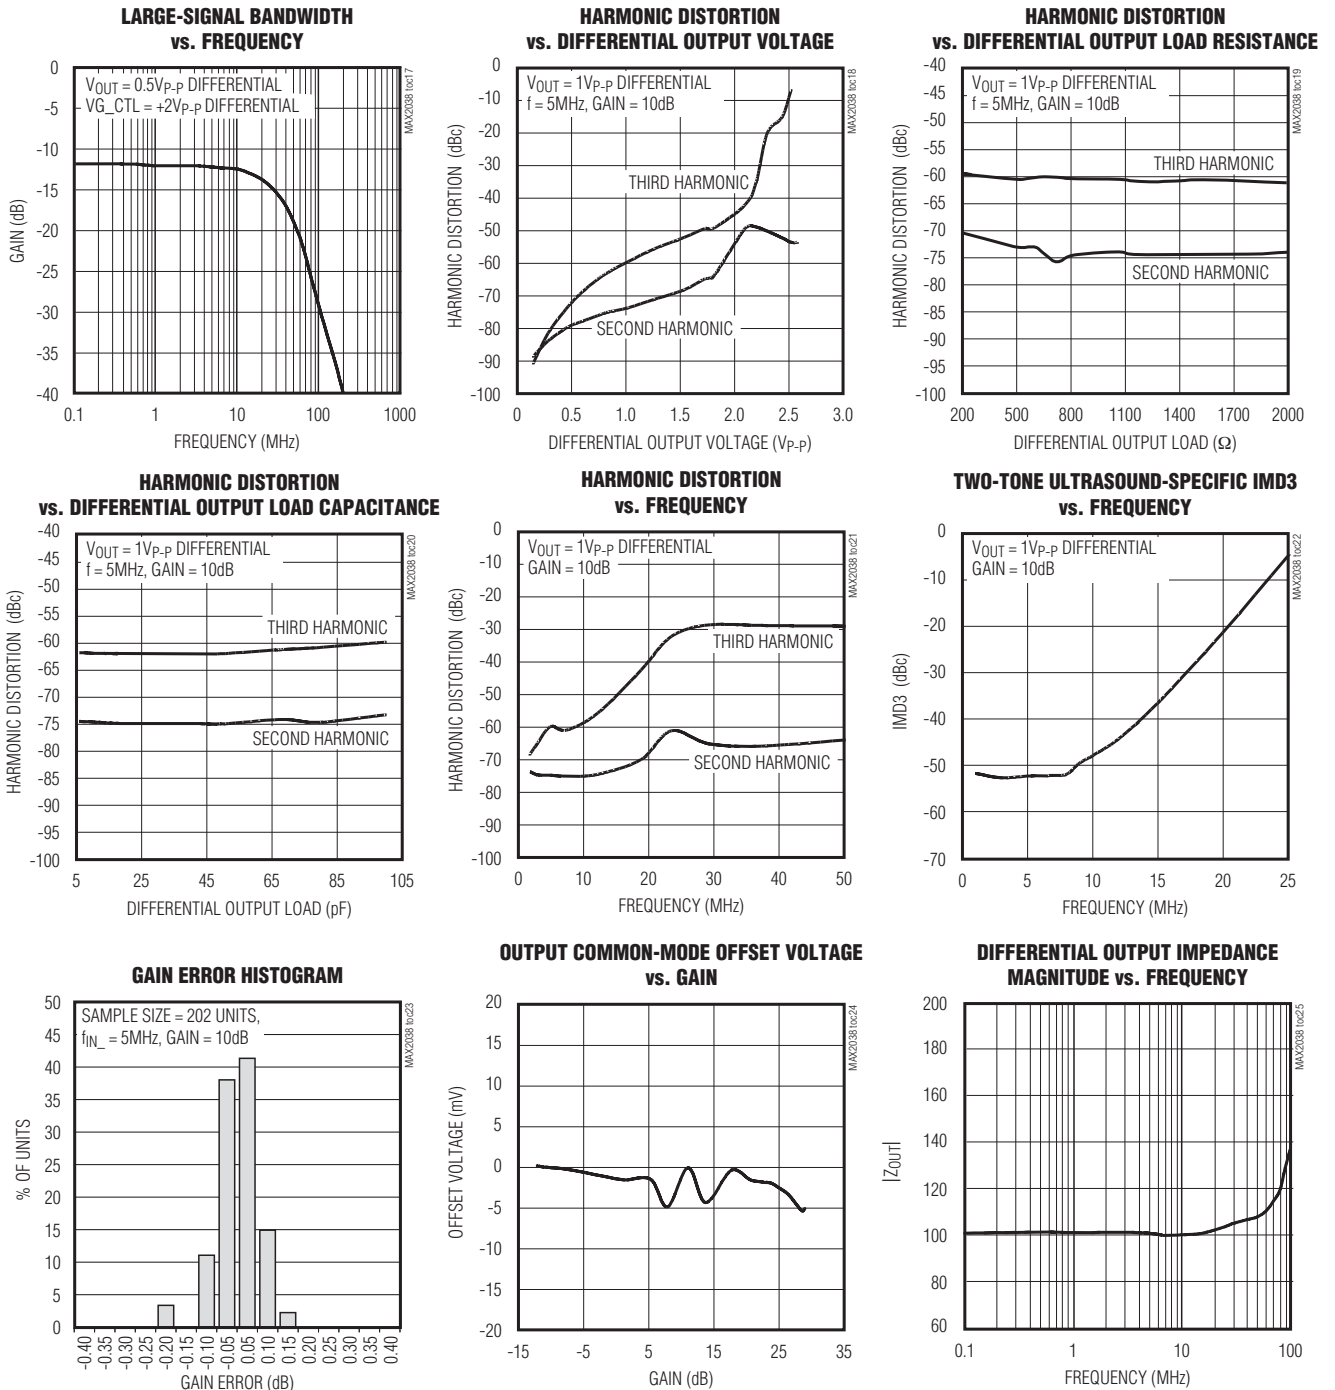 LARGE-SIGNAL BANDWIDTH
vs. FREQUENCY
VOUT = 0.5VP-P DIFFERENTIAL
VG_CTL = +2VP-P DIFFERENTIAL
MAX2038 toc17
GAIN (dB)
0
-5
-10
-15
-20
-25
-30
-35
-40
0.1 1 10 100 1000
FREQUENCY (MHz)
HARMONIC DISTORTION
vs. DIFFERENTIAL OUTPUT VOLTAGE
VOUT = 1VP-P DIFFERENTIAL
f = 5MHz, GAIN = 10dB
MAX2038 toc18
HARMONIC DISTORTION (dBc)
0
-10
-20
-30
-40
-50
-60
-70
-80
-90
-100
THIRD HARMONIC
SECOND HARMONIC
0 0.5 1.0 1.5 2.0 2.5 3.0
DIFFERENTIAL OUTPUT VOLTAGE (VP-P)
HARMONIC DISTORTION
vs. DIFFERENTIAL OUTPUT LOAD RESISTANCE
VOUT = 1VP-P DIFFERENTIAL
f = 5MHz, GAIN = 10dB
MAX2038 toc19
HARMONIC DISTORTION (dBc)
-40
-45
-50
-55
-60
-65
-70
-75
-80
-85
-90
-95
-100
THIRD HARMONIC
SECOND HARMONIC
200 500 800 1100 1400 1700 2000
DIFFERENTIAL OUTPUT LOAD (Ω)
HARMONIC DISTORTION
vs. DIFFERENTIAL OUTPUT LOAD CAPACITANCE
VOUT = 1VP-P DIFFERENTIAL
f = 5MHz, GAIN = 10dB
MAX2038 toc20
HARMONIC DISTORTION (dBc)
-40
-45
-50
-55
-60
-65
-70
-75
-80
-85
-90
-95
-100
THIRD HARMONIC
SECOND HARMONIC
5 25 45 65 85 105
DIFFERENTIAL OUTPUT LOAD (pF)
HARMONIC DISTORTION
vs. FREQUENCY
VOUT = 1VP-P DIFFERENTIAL
GAIN = 10dB
MAX2038 toc21
HARMONIC DISTORTION (dBc)
0
-10
-20
-30
-40
-50
-60
-70
-80
-90
-100
THIRD HARMONIC
SECOND HARMONIC
0 10 20 30 40 50
FREQUENCY (MHz)
TWO-TONE ULTRASOUND-SPECIFIC IMD3
vs. FREQUENCY
VOUT = 1VP-P DIFFERENTIAL
GAIN = 10dB
MAX2038 toc22
IMD3 (dBc)
0
-10
-20
-30
-40
-50
-60
-70
0 5 10 15 20 25
FREQUENCY (MHz)
GAIN ERROR HISTOGRAM
SAMPLE SIZE = 202 UNITS,
fIN_ = 5MHz, GAIN = 10dB
MAX2038 toc23
% OF UNITS
50
45
40
35
30
25
20
15
10
5
0
-0.40 -0.35 -0.30 -0.25 -0.20 -0.15 -0.10 -0.05 0.05 0.10 0.15 0.20 0.25 0.30 0.35 0.40
GAIN ERROR (dB)
OUTPUT COMMON-MODE OFFSET VOLTAGE
vs. GAIN
MAX2038 toc24
OFFSET VOLTAGE (mV)
20
15
10
5
0
-5
-10
-15
-20
-15 -5 5 15 25 35
GAIN (dB)
DIFFERENTIAL OUTPUT IMPEDANCE
MAGNITUDE vs. FREQUENCY
MAX2038 toc25
|ZOUT|
200
180
160
140
120
100
80
60
0.1 1 10 100
FREQUENCY (MHz)